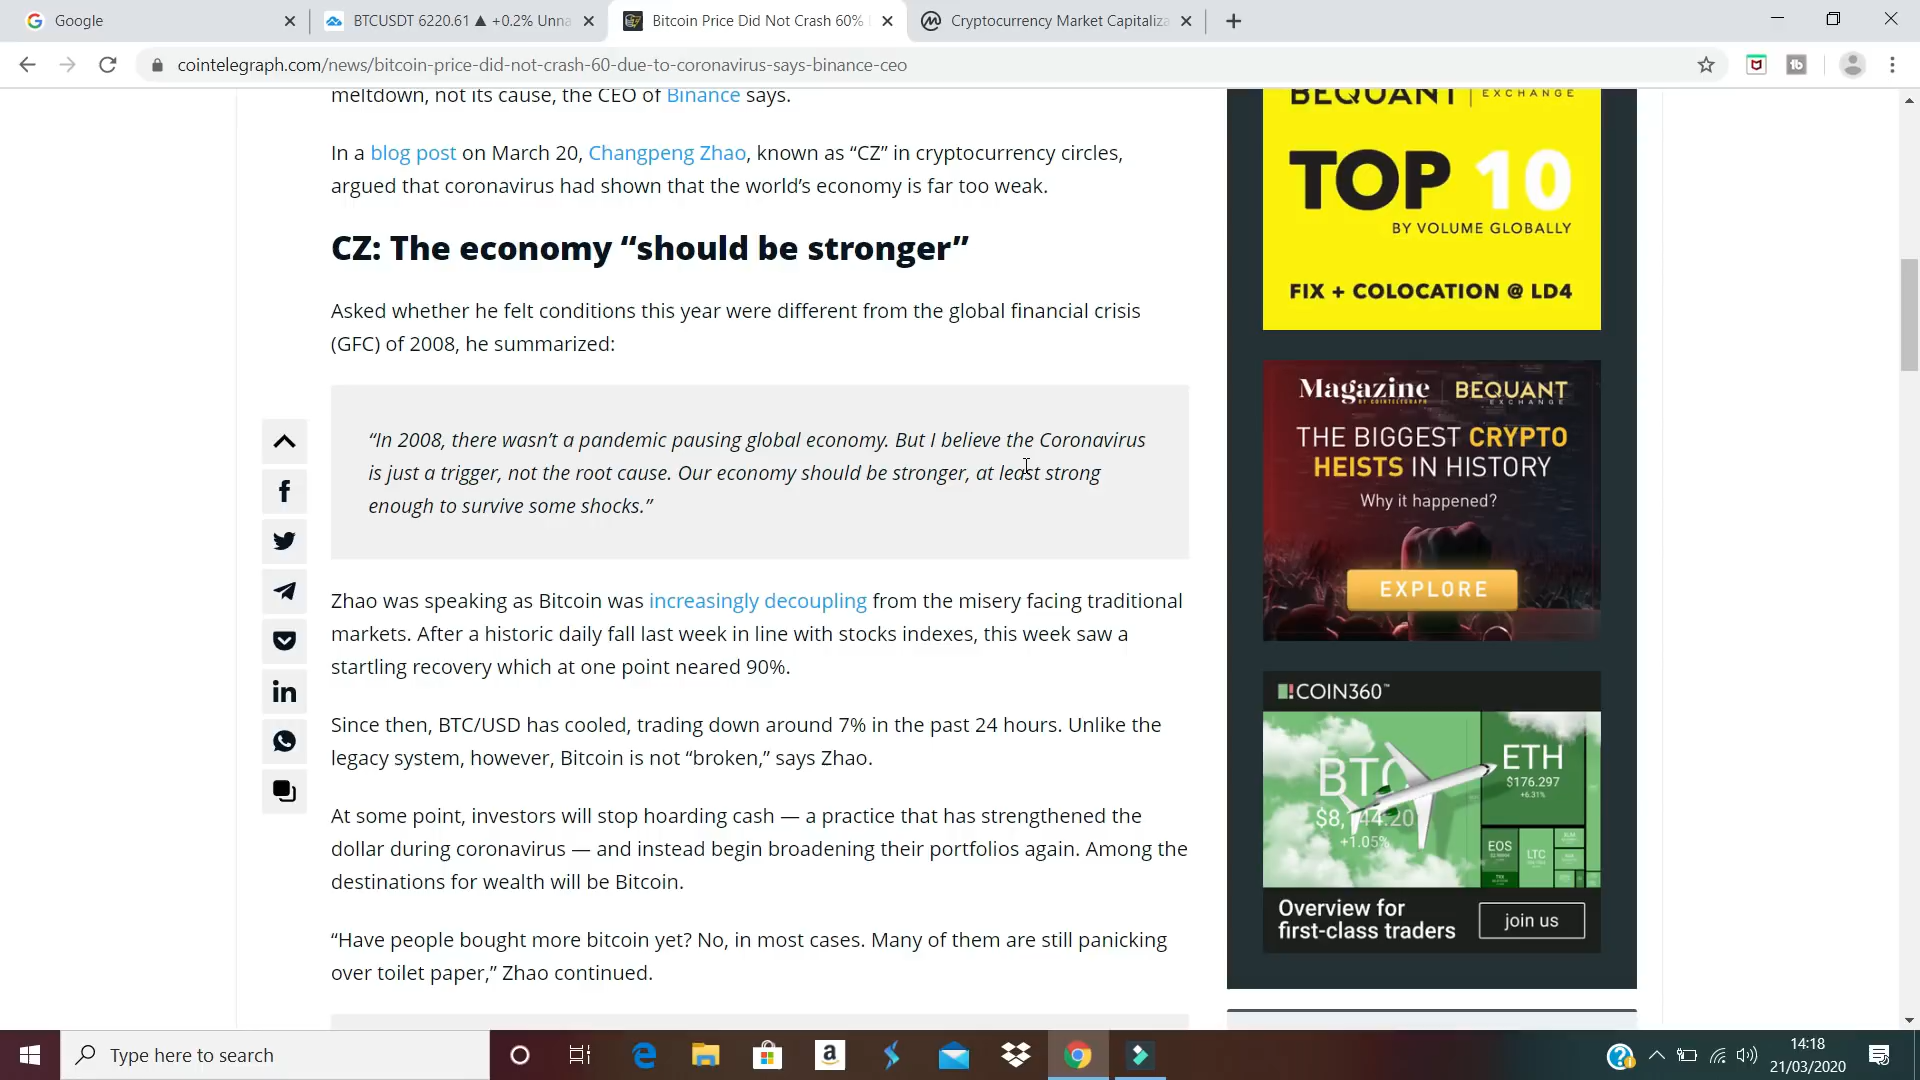 Google
BTCUSDT 6220.61 ▲ +0.2% Unna
Bitcoin Price Did Not Crash 60%
Cryptocurrency Market Capitaliza
cointelegraph.com/news/bitcoin-price-did-not-crash-60-due-to-coronavirus-says-binance-ceo
meltdown, not its cause, the CEO of Binance says.
In a blog post on March 20, Changpeng Zhao, known as “CZ” in cryptocurrency circles,
argued that coronavirus had shown that the world’s economy is far too weak.
CZ: The economy “should be stronger”
Asked whether he felt conditions this year were different from the global financial crisis
(GFC) of 2008, he summarized:
“In 2008, there wasn’t a pandemic pausing global economy. But I believe the Coronavirus
is just a trigger, not the root cause. Our economy should be stronger, at least strong
enough to survive some shocks.”
Zhao was speaking as Bitcoin was increasingly decoupling from the misery facing traditional
markets. After a historic daily fall last week in line with stocks indexes, this week saw a
startling recovery which at one point neared 90%.
Since then, BTC/USD has cooled, trading down around 7% in the past 24 hours. Unlike the
legacy system, however, Bitcoin is not “broken,” says Zhao.
At some point, investors will stop hoarding cash — a practice that has strengthened the
dollar during coronavirus — and instead begin broadening their portfolios again. Among the
destinations for wealth will be Bitcoin.
“Have people bought more bitcoin yet? No, in most cases. Many of them are still panicking
over toilet paper,” Zhao continued.
BEQUANT EXCHANGE
TOP 10
BY VOLUME GLOBALLY
FIX + COLOCATION @ LD4
Magazine BEQUANT
BY COINTELEGRAPH EXCHANGE
THE BIGGEST CRYPTO
HEISTS IN HISTORY
Why it happened?
EXPLORE
COIN360™
BTC
+1.05%
ETH
$176.297
+6.31%
EOS
LTC
Overview for
first-class traders
join us
Type here to search
14:18
21/03/2020